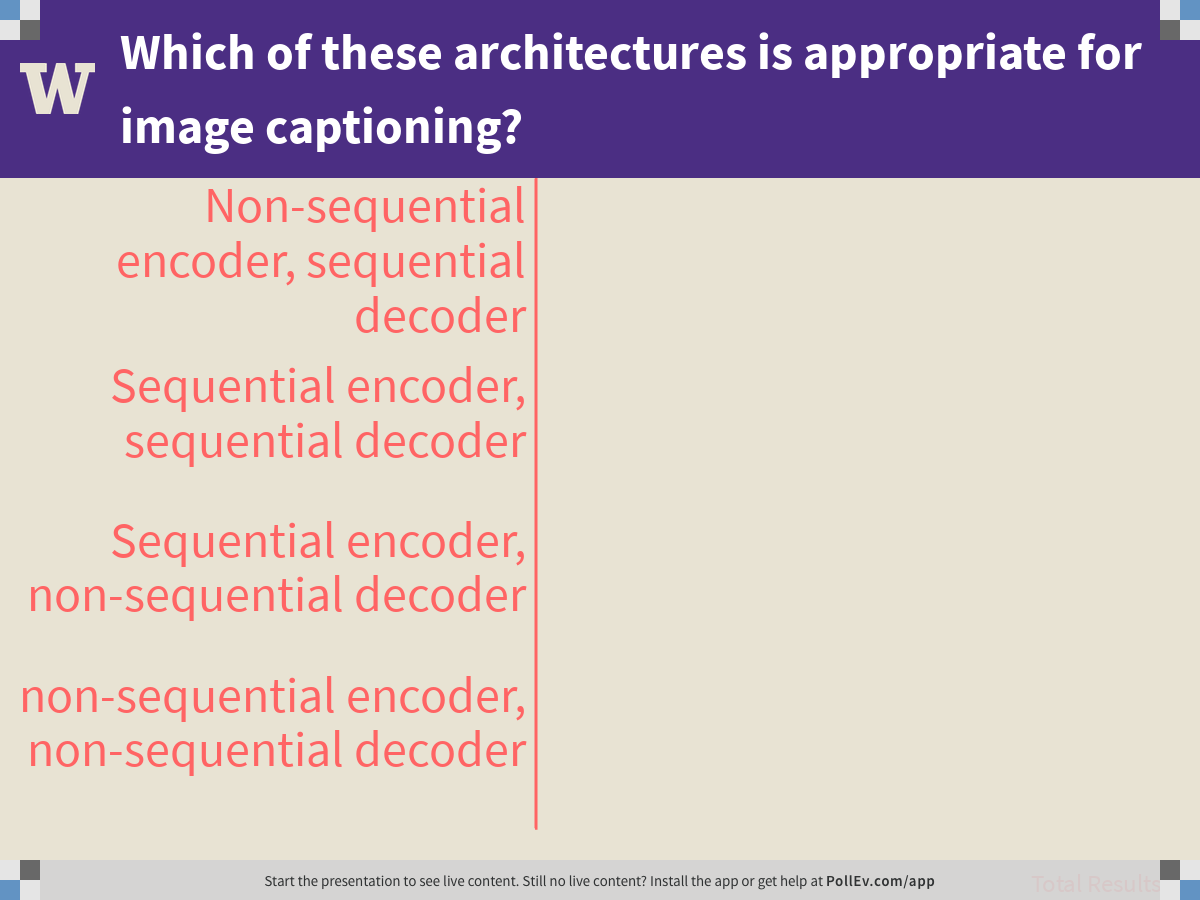 Which of these architectures is appropriate for
image captioning?
W
Non-sequential
encoder, sequential
decoder
Sequential encoder,
sequential decoder
Sequential encoder,
non-sequential decoder
non-sequential encoder,
non-sequential decoder
Start the presentation to see live content. Still no live content? Install the app or get help at PollEv.com/app
Total Results